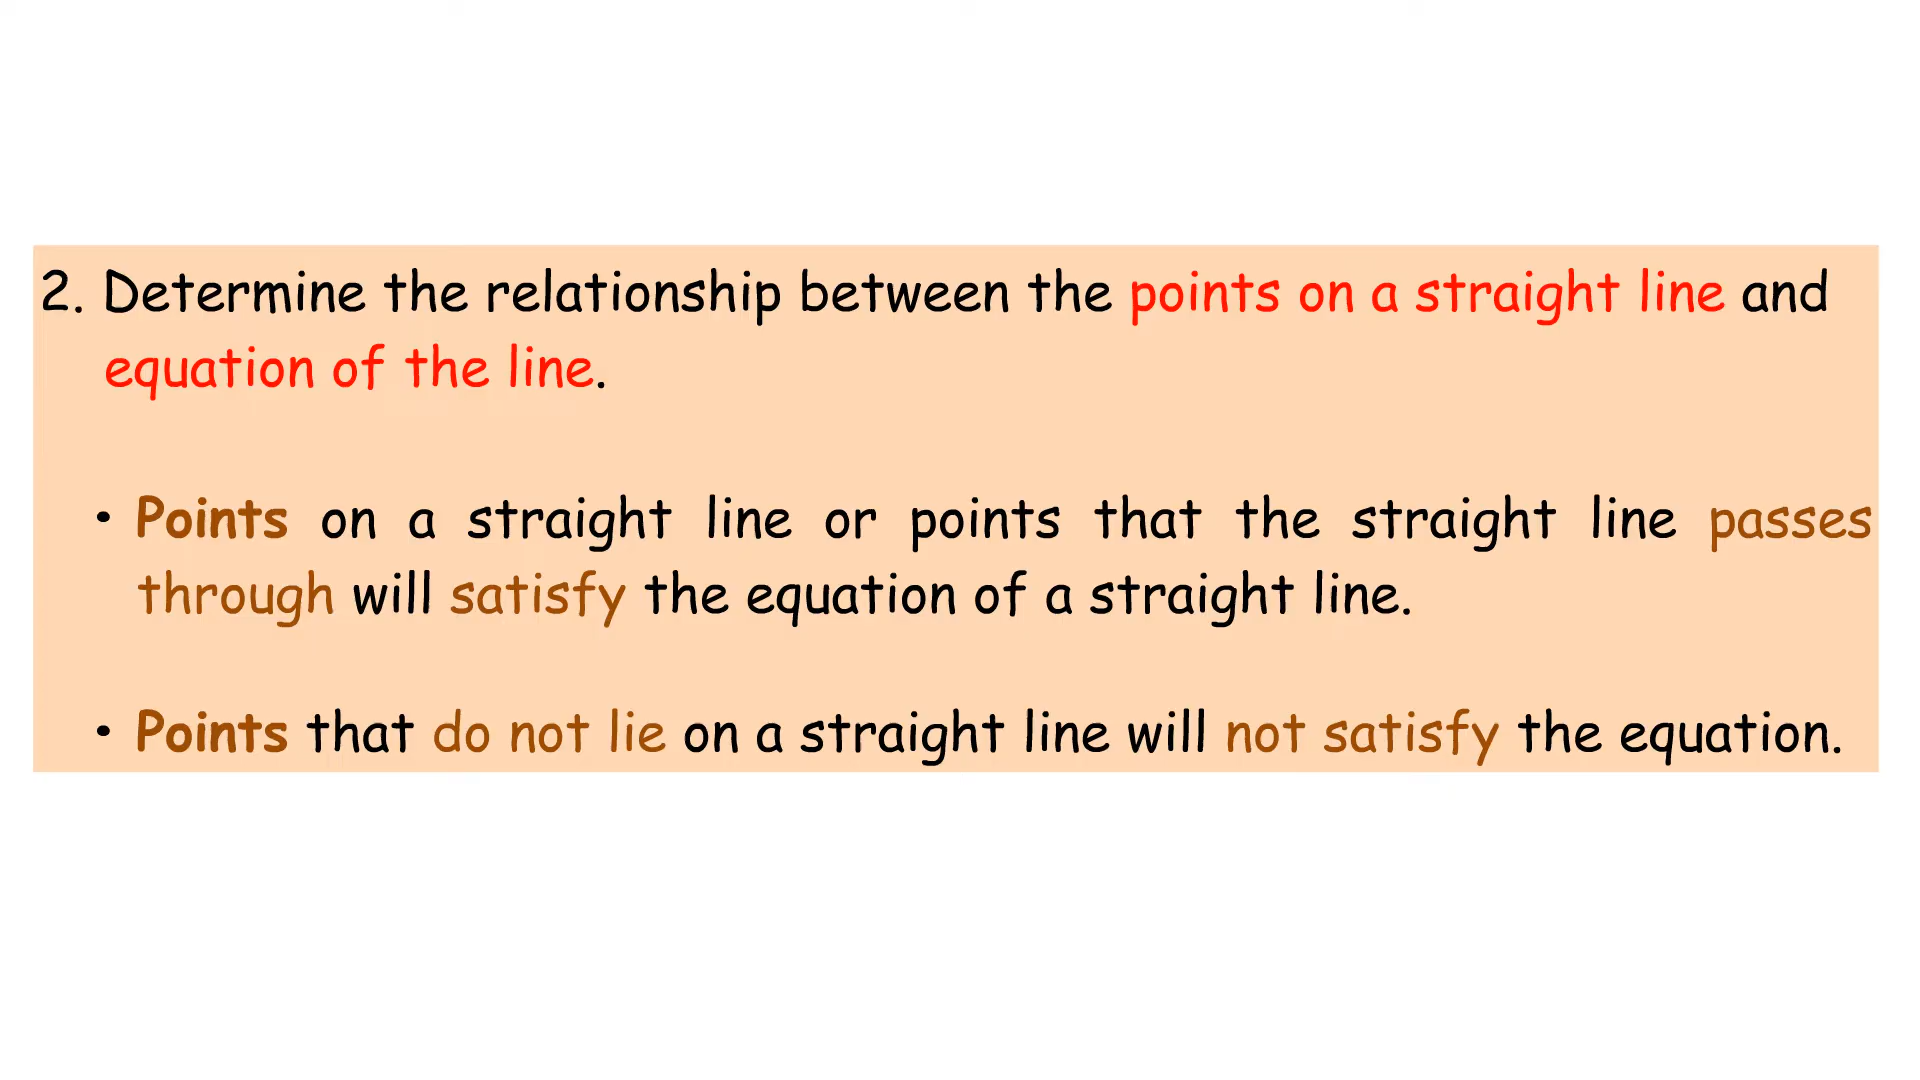 2. Determine the relationship between the points on a straight line and
equation of the line.
• Points on a straight line or points that the straight line passes
through will satisfy the equation of a straight line.
• Points that do not lie on a straight line will not satisfy the equation.